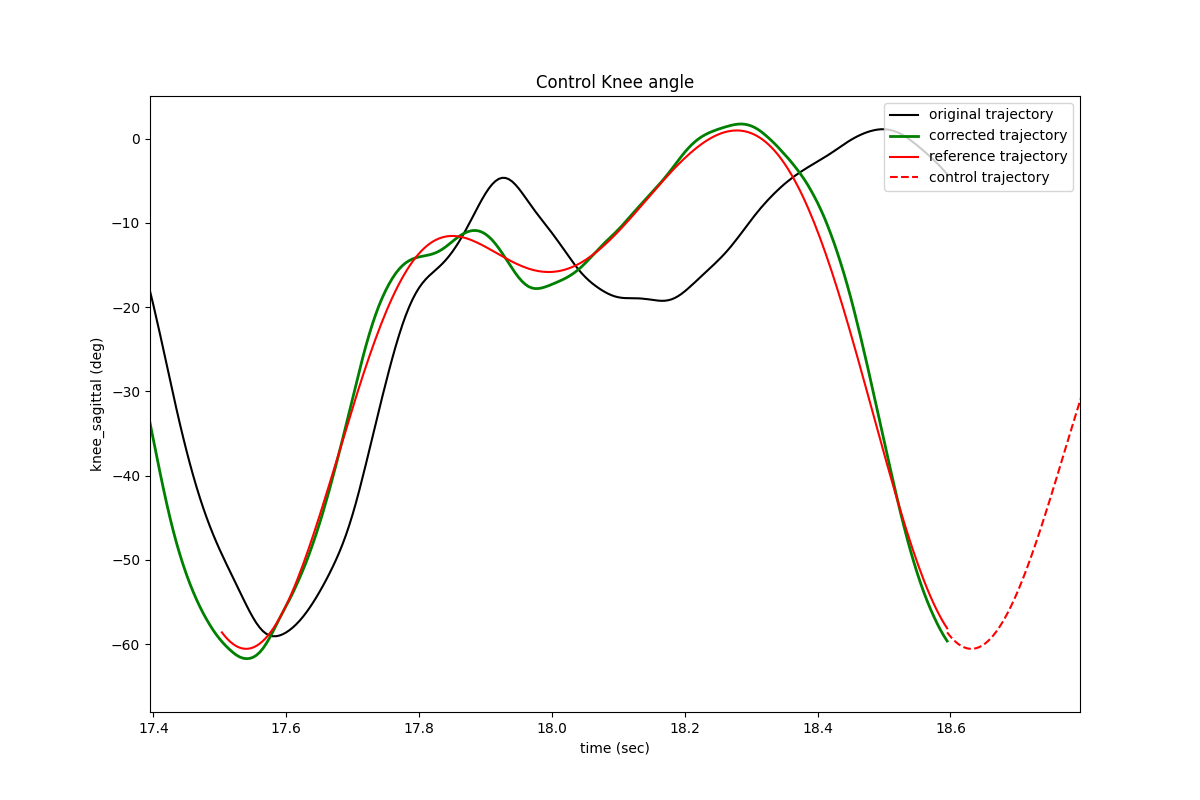 Control Knee angle
original trajectory
corrected trajectory
reference trajectory
control trajectory
knee_sagittal (deg)
0
−10
−20
−30
−40
−50
−60
17.4 17.6 17.8 18.0 18.2 18.4 18.6
time (sec)